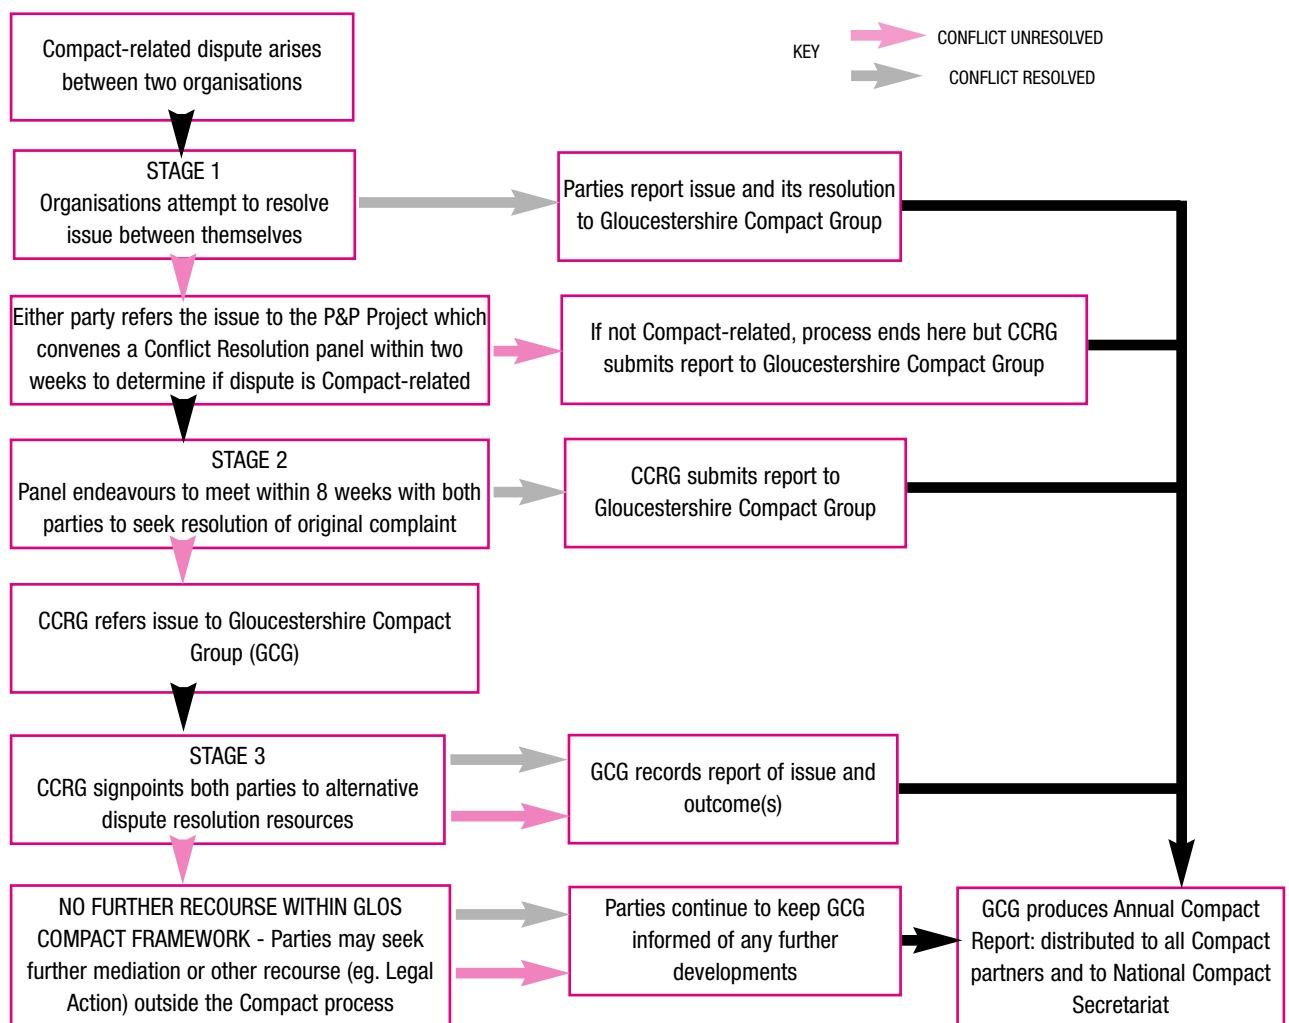 Compact-related dispute arises
between two organisations
KEY
CONFLICT UNRESOLVED
CONFLICT RESOLVED
STAGE 1
Organisations attempt to resolve
issue between themselves
Parties report issue and its resolution
to Gloucestershire Compact Group
Either party refers the issue to the P&P Project which
convenes a Conflict Resolution panel within two
weeks to determine if dispute is Compact-related
If not Compact-related, process ends here but CCRG
submits report to Gloucestershire Compact Group
STAGE 2
Panel endeavours to meet within 8 weeks with both
parties to seek resolution of original complaint
CCRG submits report to
Gloucestershire Compact Group
CCRG refers issue to Gloucestershire Compact
Group (GCG)
STAGE 3
CCRG signpoints both parties to alternative
dispute resolution resources
GCG records report of issue and
outcome(s)
NO FURTHER RECOURSE WITHIN GLOS
COMPACT FRAMEWORK - Parties may seek
further mediation or other recourse (eg. Legal
Action) outside the Compact process
Parties continue to keep GCG
informed of any further
developments
GCG produces Annual Compact
Report: distributed to all Compact
partners and to National Compact
Secretariat